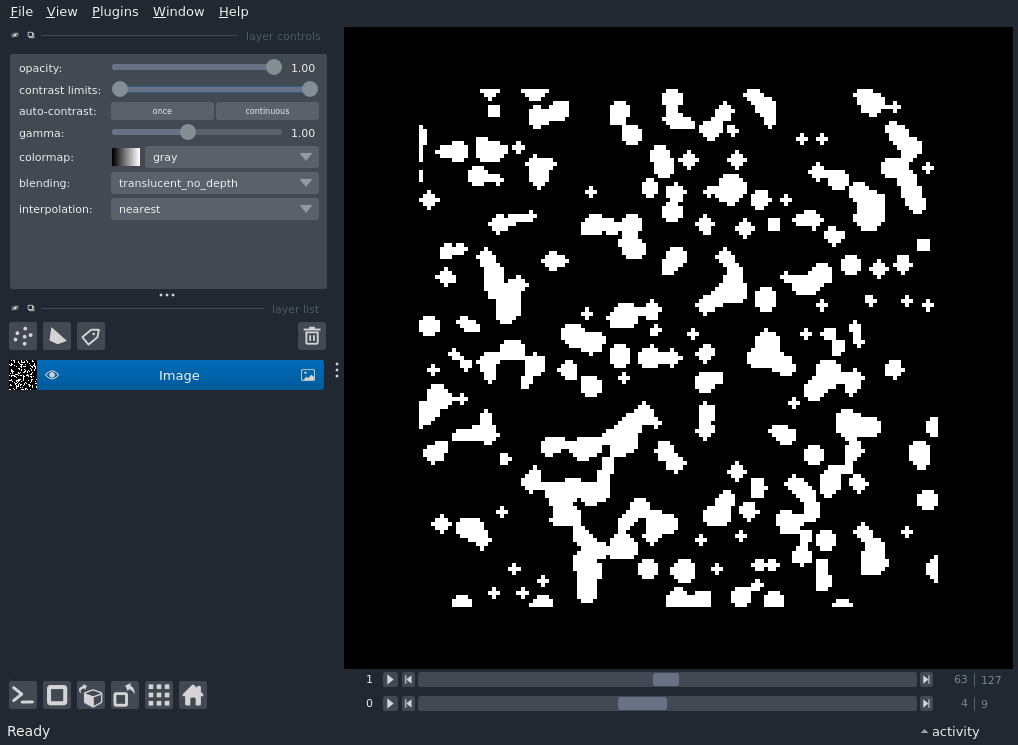 File View Plugins Window Help
layer controls
opacity: 1.00
contrast limits:
auto-contrast: once continuous
gamma: 1.00
colormap: gray
blending: translucent_no_depth
interpolation: nearest
layer list
Image
1 63 127
0 4 9
Ready activity